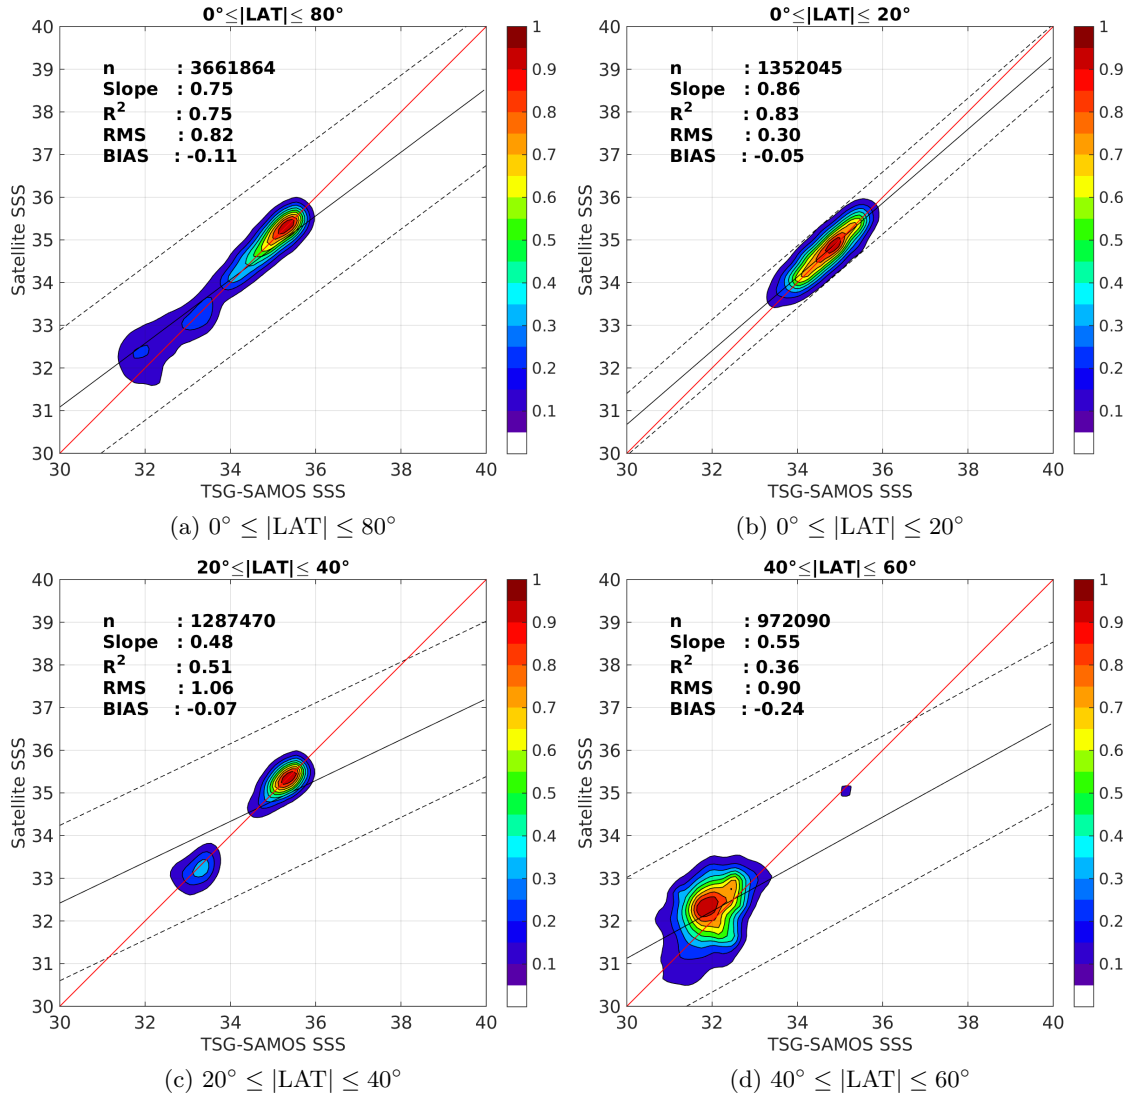 0°≤|LAT|≤ 80°
n : 3661864
Slope : 0.75
R² : 0.75
RMS : 0.82
BIAS : -0.11
Satellite SSS
40
39
38
37
36
35
34
33
32
31
30
30 32 34 36 38 40
TSG-SAMOS SSS
1
0.9
0.8
0.7
0.6
0.5
0.4
0.3
0.2
0.1
(a) 0° ≤ |LAT| ≤ 80°
0°≤|LAT|≤ 20°
n : 1352045
Slope : 0.86
R² : 0.83
RMS : 0.30
BIAS : -0.05
Satellite SSS
40
39
38
37
36
35
34
33
32
31
30
30 32 34 36 38 40
TSG-SAMOS SSS
1
0.9
0.8
0.7
0.6
0.5
0.4
0.3
0.2
0.1
(b) 0° ≤ |LAT| ≤ 20°
20°≤|LAT|≤ 40°
n : 1287470
Slope : 0.48
R² : 0.51
RMS : 1.06
BIAS : -0.07
Satellite SSS
40
39
38
37
36
35
34
33
32
31
30
30 32 34 36 38 40
TSG-SAMOS SSS
1
0.9
0.8
0.7
0.6
0.5
0.4
0.3
0.2
0.1
(c) 20° ≤ |LAT| ≤ 40°
40°≤|LAT|≤ 60°
n : 972090
Slope : 0.55
R² : 0.36
RMS : 0.90
BIAS : -0.24
Satellite SSS
40
39
38
37
36
35
34
33
32
31
30
30 32 34 36 38 40
TSG-SAMOS SSS
1
0.9
0.8
0.7
0.6
0.5
0.4
0.3
0.2
0.1
(d) 40° ≤ |LAT| ≤ 60°